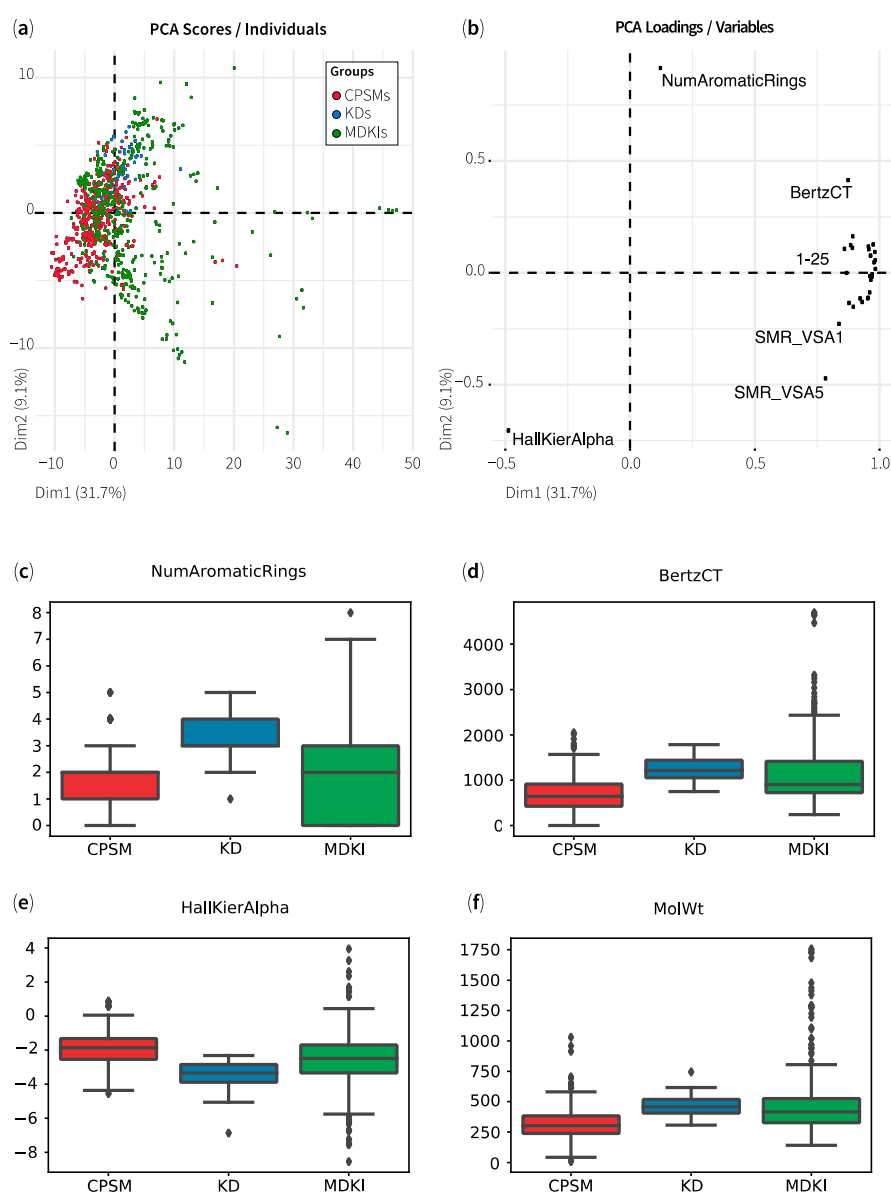 (a)
PCA Scores / Individuals
10
0
−10
Dim2 (9.1%)
Groups
CPSMs
KDs
MDKIs
−10 0 10 20 30 40 50
Dim1 (31.7%)
(b)
PCA Loadings / Variables
NumAromaticRings
0.5
BertzCT
1-25
0.0
SMR_VSA1
−0.5
SMR_VSA5
HallKierAlpha
Dim2 (9.1%)
−0.5 0.0 0.5 1.0
Dim1 (31.7%)
(c)
NumAromaticRings
8
7
6
5
4
3
2
1
0
CPSM KD MDKI
(d)
BertzCT
4000
3000
2000
1000
0
CPSM KD MDKI
(e)
HallKierAlpha
4
2
0
−2
−4
−6
−8
CPSM KD MDKI
(f)
MolWt
1750
1500
1250
1000
750
500
250
0
CPSM KD MDKI